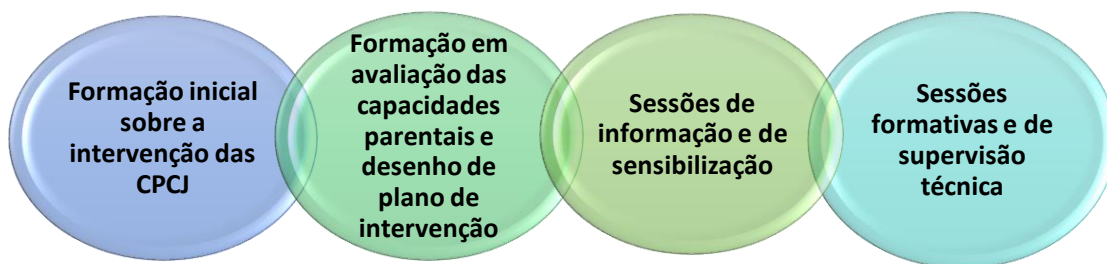 Formação inicial
sobre a
intervenção das
CPCJ
Formação em
avaliação das
capacidades
parentais e
desenho de
plano de
intervenção
Sessões de
informação e de
sensibilização
Sessões
formativas e de
supervisão
técnica